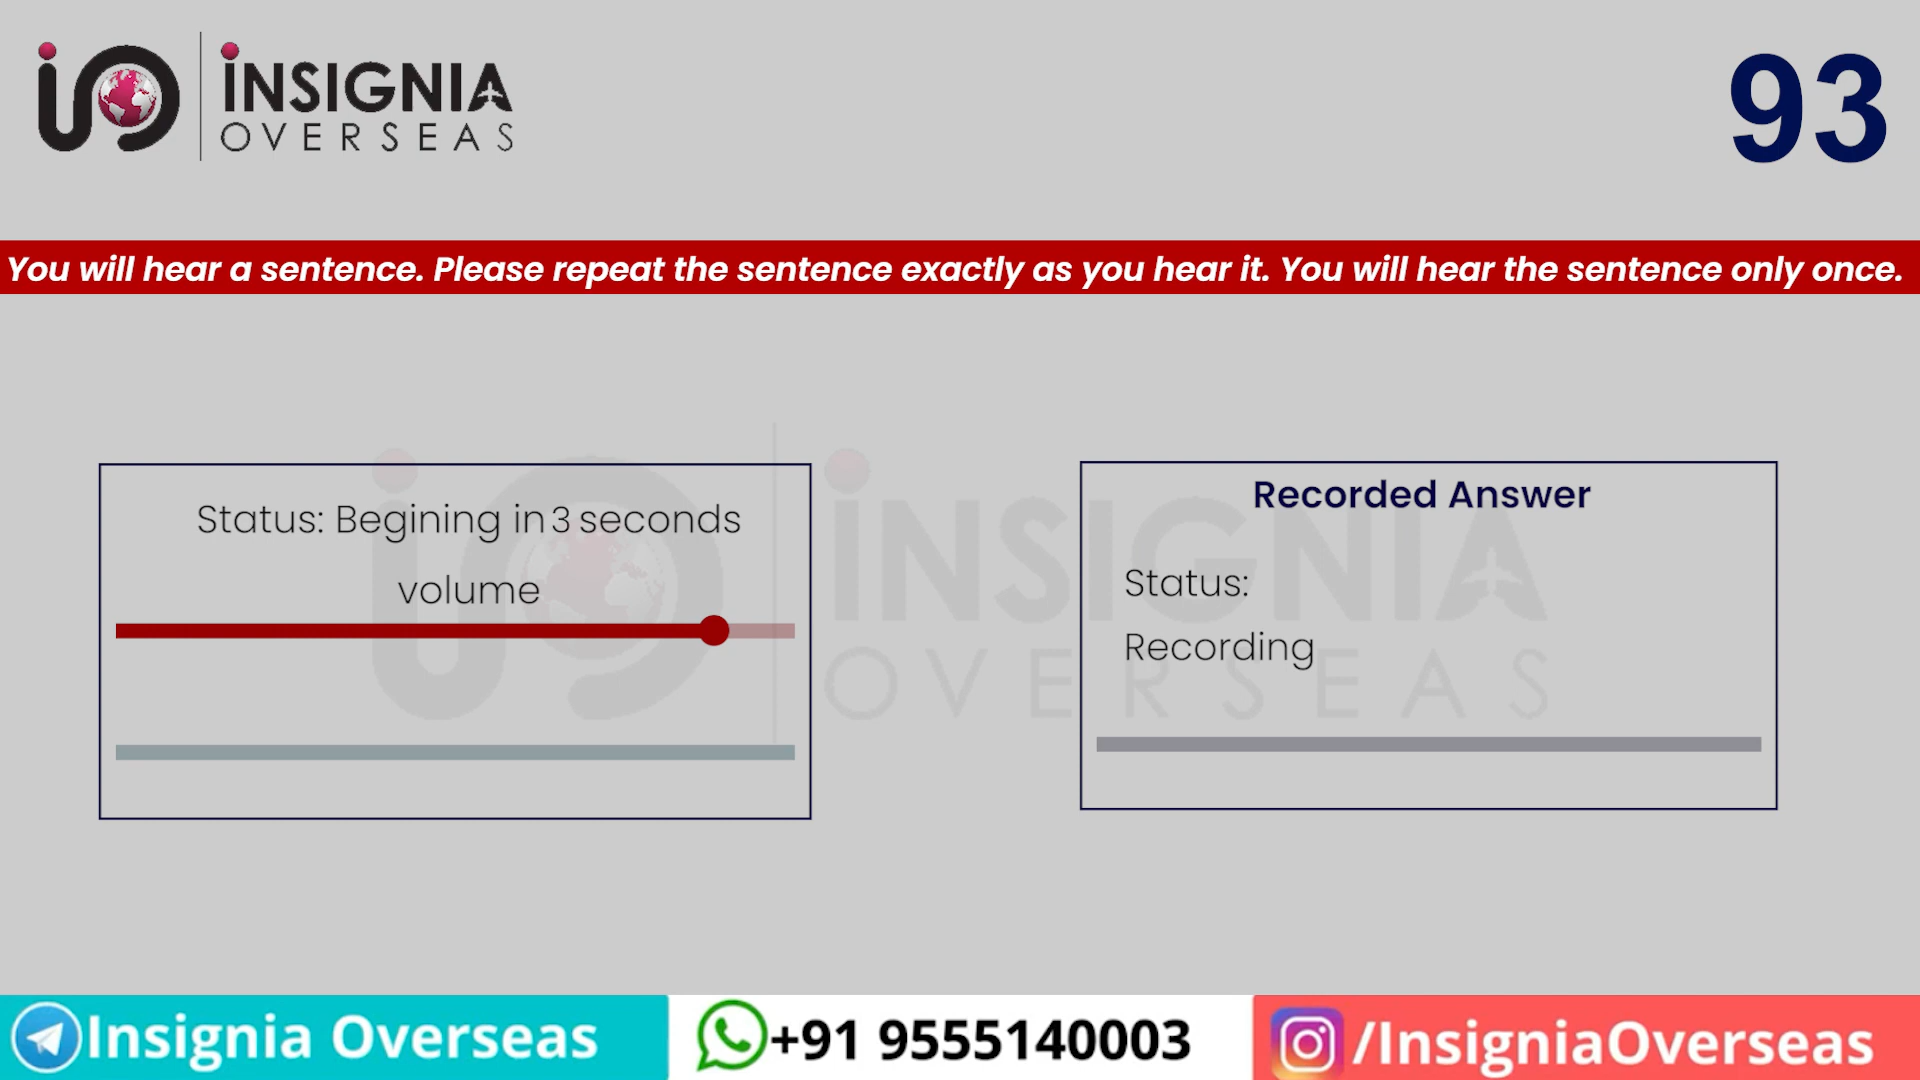 INSIGNIA
OVERSEAS
93
You will hear a sentence. Please repeat the sentence exactly as you hear it. You will hear the sentence only once.
Status: Begining in 3 seconds
volume
Recorded Answer
Status:
Recording
INSIGNIA
OVERSEAS
Insignia Overseas
+91 9555140003
/InsigniaOverseas